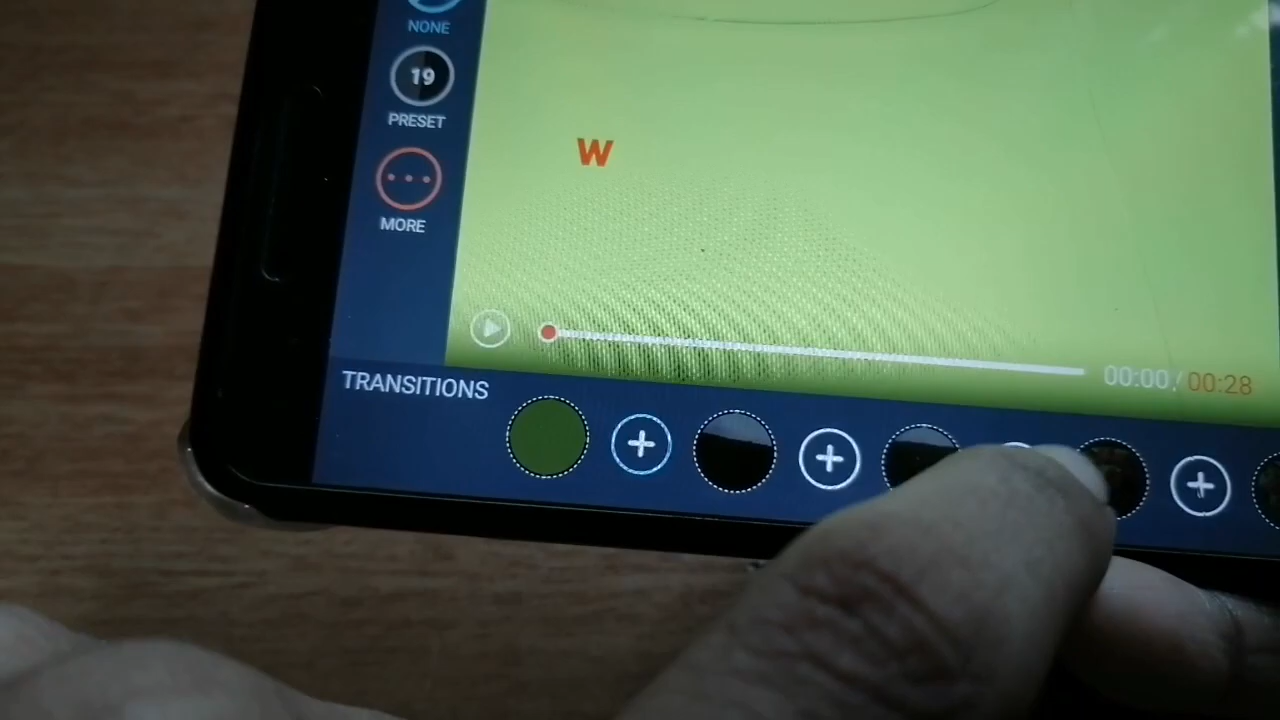 NONE
19
PRESET
W
MORE
00:00 / 00:28
TRANSITIONS